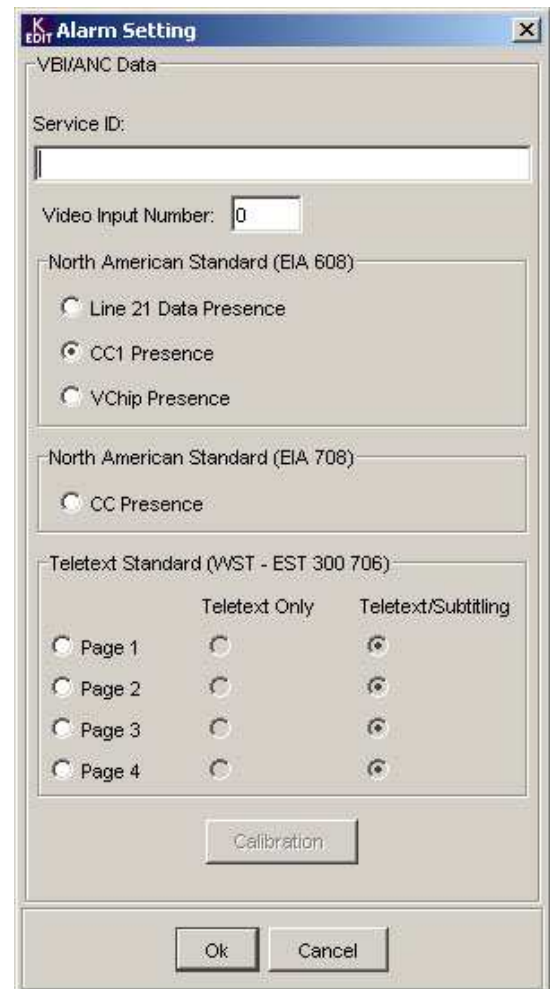 K EDIT Alarm Setting
VBI/ANC Data
Service ID:
Video Input Number: 0
North American Standard (EIA 608)
Line 21 Data Presence
CC1 Presence
VChip Presence
North American Standard (EIA 708)
CC Presence
Teletext Standard (WST - EST 300 706)
Teletext Only Teletext/Subtitling
Page 1
Page 2
Page 3
Page 4
Calibration
Ok Cancel